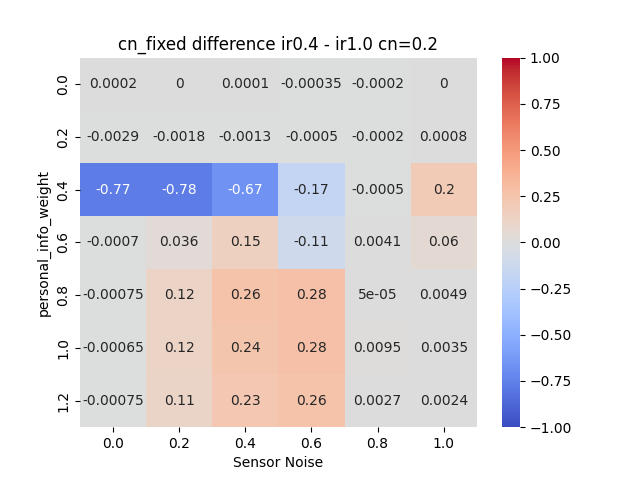 cn_fixed difference ir0.4 - ir1.0 cn=0.2
personal_info_weight
0.0 0.0002 0 0.0001 -0.00035 -0.0002 0
0.2 -0.0029 -0.0018 -0.0013 -0.0005 -0.0002 0.0008
0.4 -0.77 -0.78 -0.67 -0.17 -0.0005 0.2
0.6 -0.0007 0.036 0.15 -0.11 0.0041 0.06
0.8 -0.00075 0.12 0.26 0.28 5e-05 0.0049
1.0 -0.00065 0.12 0.24 0.28 0.0095 0.0035
1.2 -0.00075 0.11 0.23 0.26 0.0027 0.0024
0.0 0.2 0.4 0.6 0.8 1.0
Sensor Noise
1.00
0.75
0.50
0.25
0.00
−0.25
−0.50
−0.75
−1.00